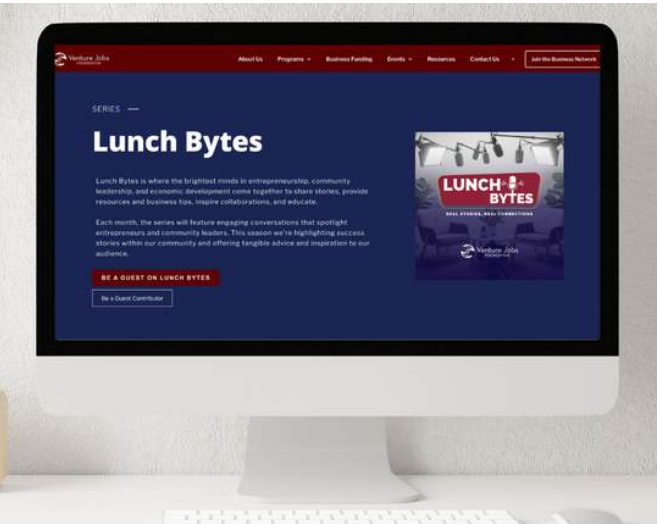 Venture Jobs
FOUNDATION
About Us Programs Business Funding Events Resources Contact Us Join the Business Network
SERIES —
Lunch Bytes
Lunch Bytes is where the brightest minds in entrepreneurship, community
leadership, and economic development come together to share stories, provide
resources and business tips, inspire collaborations, and educate.
Each month, the series will feature engaging conversations that spotlight
entrepreneurs and community leaders. This season we're highlighting success
stories within our community and offering tangible advice and inspiration to our
audience.
BE A GUEST ON LUNCH BYTES
Be a Guest Contributor
LUNCH
BYTES
REAL STORIES, REAL CONNECTIONS
Venture Jobs
FOUNDATION